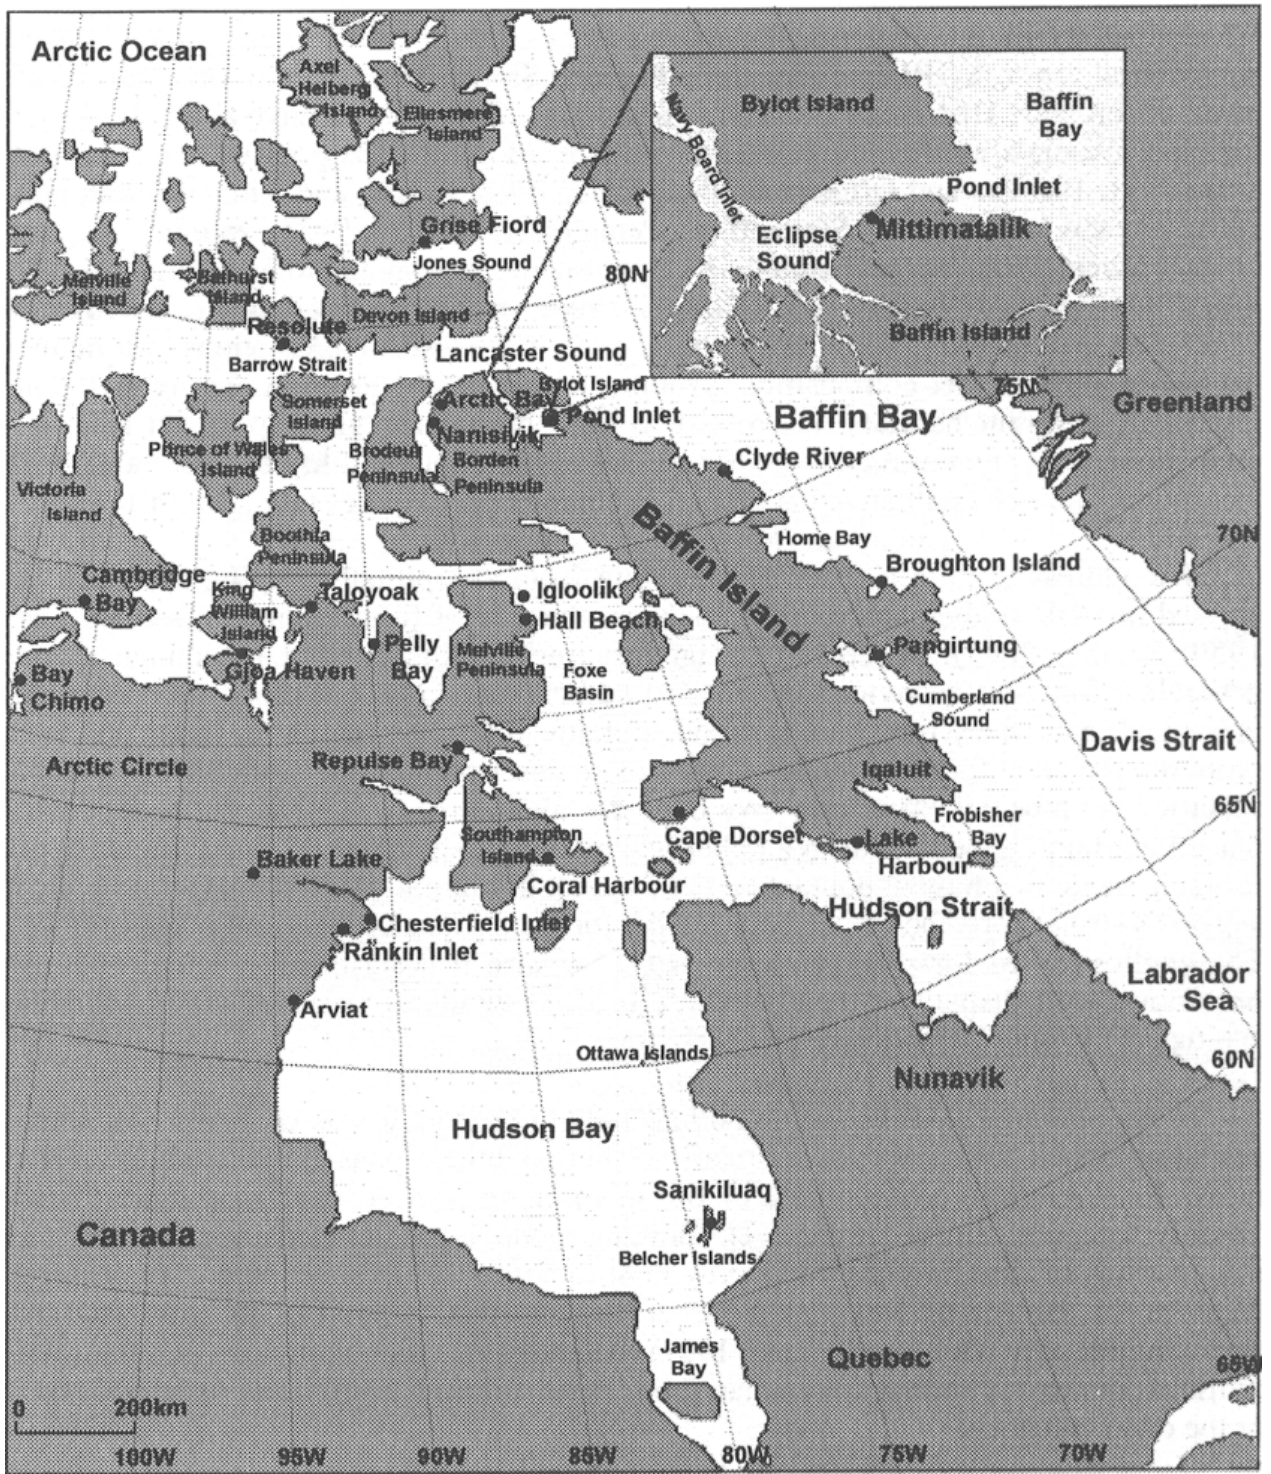 Arctic Ocean
Axel
Heiberg
Island
Ellesmere
Island
Bylot Island
Baffin
Bay
Navy Board Inlet
Pond Inlet
Mittimatalik
Eclipse
Sound
Baffin Island
Grise Fiord
Jones Sound
80N
Melville
Island
Bathurst
Island
Devon Island
Resolute
Barrow Strait
Lancaster Sound
Bylot Island
75N
Greenland
Arctic Bay
Pond Inlet
Baffin Bay
Somerset
Island
Nanisivik
Prince of Wales
Island
Brodeur
Peninsula
Borden
Peninsula
Clyde River
Victoria
Island
Baffin Island
Boothia
Peninsula
Home Bay
70N
Broughton Island
Cambridge
Bay
King
William
Island
Taloyoak
Igloolik
Hall Beach
Pelly
Bay
Melville
Peninsula
Pangirtung
Gjoa Haven
Foxe
Basin
Bay
Chimo
Cumberland
Sound
Davis Strait
Arctic Circle
Repulse Bay
Iqaluit
65N
Frobisher
Bay
Southampton
Island
Cape Dorset
Lake
Harbour
Baker Lake
Coral Harbour
Hudson Strait
Chesterfield Inlet
Rankin Inlet
Labrador
Sea
Arviat
Ottawa Islands
60N
Nunavik
Hudson Bay
Sanikiluaq
Canada
Belcher Islands
James
Bay
Quebec
65W
0 200km
100W 95W 90W 85W 80W 75W 70W